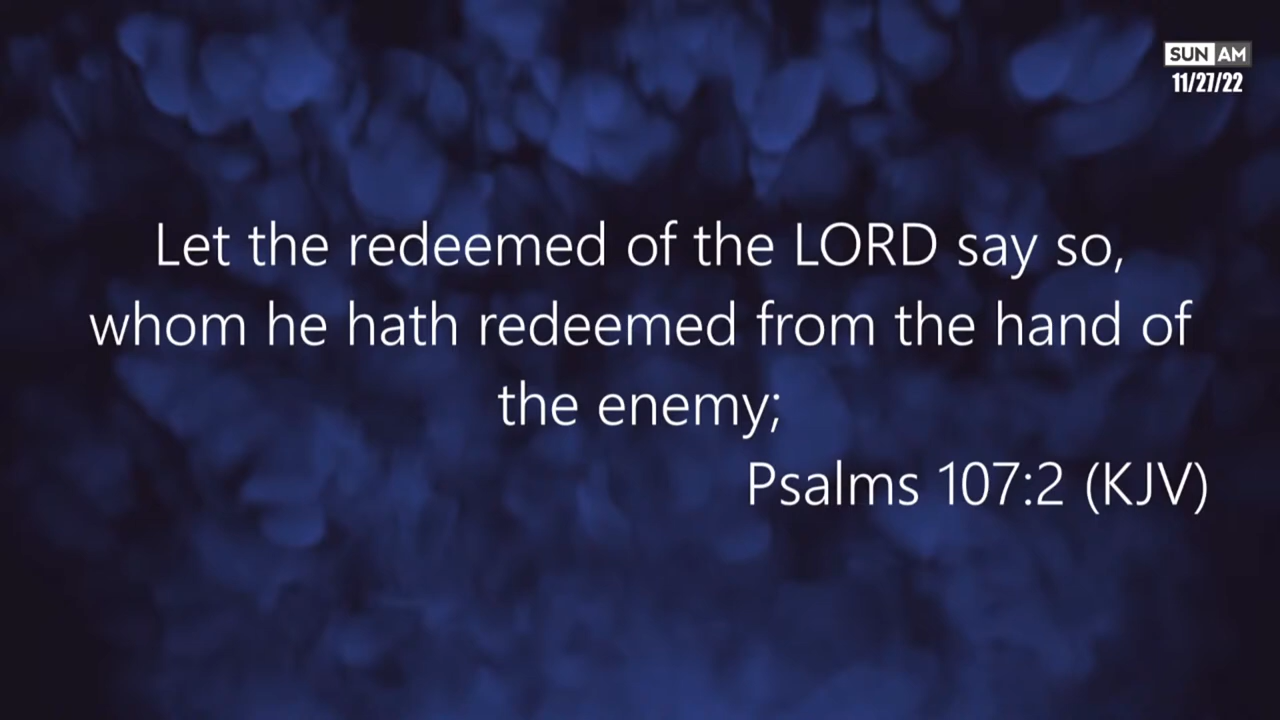 SUN AM
11/27/22
Let the redeemed of the LORD say so,
whom he hath redeemed from the hand of
the enemy;
Psalms 107:2 (KJV)